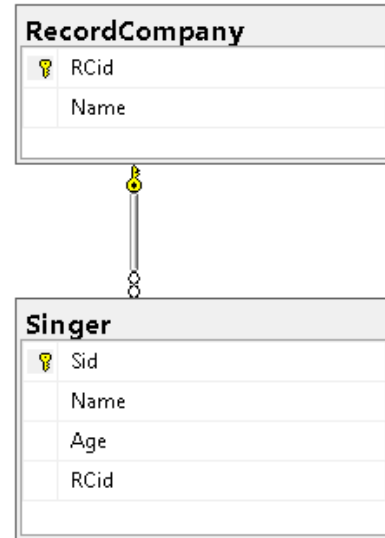 RecordCompany
RCid
Name
Singer
Sid
Name
Age
RCid